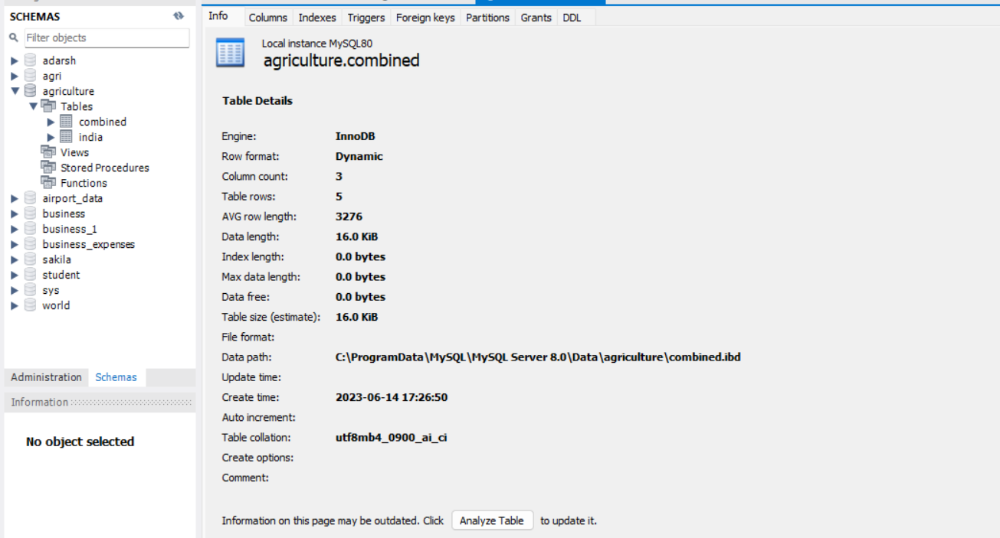 SCHEMAS
Filter objects
adarsh
agri
agriculture
Tables
combined
india
Views
Stored Procedures
Functions
airport_data
business
business_1
business_expenses
sakila
student
sys
world
Administration Schemas
Information
No object selected
Info Columns Indexes Triggers Foreign keys Partitions Grants DDL
Local instance MySQL80
agriculture.combined
Table Details
Engine: InnoDB
Row format: Dynamic
Column count: 3
Table rows: 5
AVG row length: 3276
Data length: 16.0 KiB
Index length: 0.0 bytes
Max data length: 0.0 bytes
Data free: 0.0 bytes
Table size (estimate): 16.0 KiB
File format:
Data path: C:\ProgramData\MySQL\MySQL Server 8.0\Data\agriculture\combined.ibd
Update time:
Create time: 2023-06-14 17:26:50
Auto increment:
Table collation: utf8mb4_0900_ai_ci
Create options:
Comment:
Information on this page may be outdated. Click Analyze Table to update it.